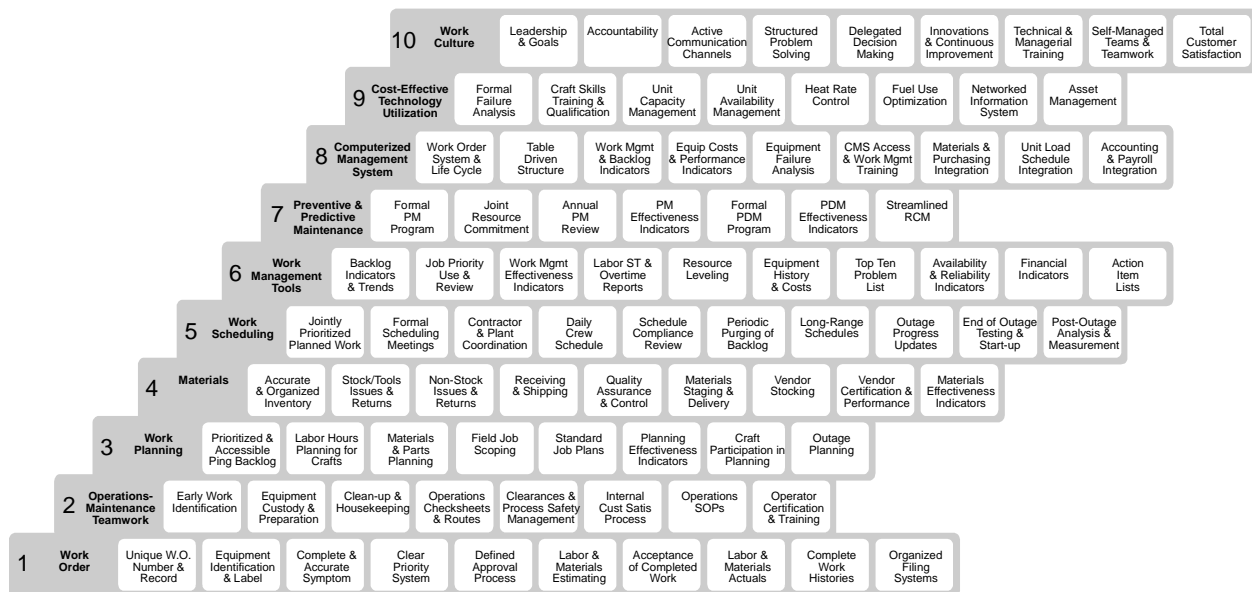 10
Work
Culture
Leadership
& Goals
Accountability
Active
Communication
Channels
Structured
Problem
Solving
Delegated
Decision
Making
Innovations
& Continuous
Improvement
Technical &
Managerial
Training
Self-Managed
Teams &
Teamwork
Total
Customer
Satisfaction
9
Cost-Effective
Technology
Utilization
Formal
Failure
Analysis
Craft Skills
Training &
Qualification
Unit
Capacity
Management
Unit
Availability
Management
Heat Rate
Control
Fuel Use
Optimization
Networked
Information
System
Asset
Management
8
Computerized
Management
System
Work Order
System &
Life Cycle
Table
Driven
Structure
Work Mgmt
& Backlog
Indicators
Equip Costs
& Performance
Indicators
Equipment
Failure
Analysis
CMS Access
& Work Mgmt
Training
Materials &
Purchasing
Integration
Unit Load
Schedule
Integration
Accounting
& Payroll
Integration
7
Preventive &
Predictive
Maintenance
Formal
PM
Program
Joint
Resource
Commitment
Annual
PM
Review
PM
Effectiveness
Indicators
Formal
PDM
Program
PDM
Effectiveness
Indicators
Streamlined
RCM
6
Work
Management
Tools
Backlog
Indicators
& Trends
Job Priority
Use &
Review
Work Mgmt
Effectiveness
Indicators
Labor ST &
Overtime
Reports
Resource
Leveling
Equipment
History
& Costs
Top Ten
Problem
List
Availability
& Reliability
Indicators
Financial
Indicators
Action
Item
Lists
5
Work
Scheduling
Jointly
Prioritized
Planned Work
Formal
Scheduling
Meetings
Contractor
& Plant
Coordination
Daily
Crew
Schedule
Schedule
Compliance
Review
Periodic
Purging of
Backlog
Long-Range
Schedules
Outage
Progress
Updates
End of Outage
Testing &
Start-up
Post-Outage
Analysis &
Measurement
4
Materials
Accurate
& Organized
Inventory
Stock/Tools
Issues &
Returns
Non-Stock
Issues &
Returns
Receiving
& Shipping
Quality
Assurance
& Control
Materials
Staging &
Delivery
Vendor
Stocking
Vendor
Certification &
Performance
Materials
Effectiveness
Indicators
3
Work
Planning
Prioritized &
Accessible
Ping Backlog
Labor Hours
Planning for
Crafts
Materials
& Parts
Planning
Field Job
Scoping
Standard
Job Plans
Planning
Effectiveness
Indicators
Craft
Participation in
Planning
Outage
Planning
2
Operations-
Maintenance
Teamwork
Early Work
Identification
Equipment
Custody &
Preparation
Clean-up &
Housekeeping
Operations
Checksheets
& Routes
Clearances &
Process Safety
Management
Internal
Cust Satis
Process
Operations
SOPs
Operator
Certification
& Training
1
Work
Order
Unique W.O.
Number &
Record
Equipment
Identification
& Label
Complete &
Accurate
Symptom
Clear
Priority
System
Defined
Approval
Process
Labor &
Materials
Estimating
Acceptance
of Completed
Work
Labor &
Materials
Actuals
Complete
Work
Histories
Organized
Filing
Systems